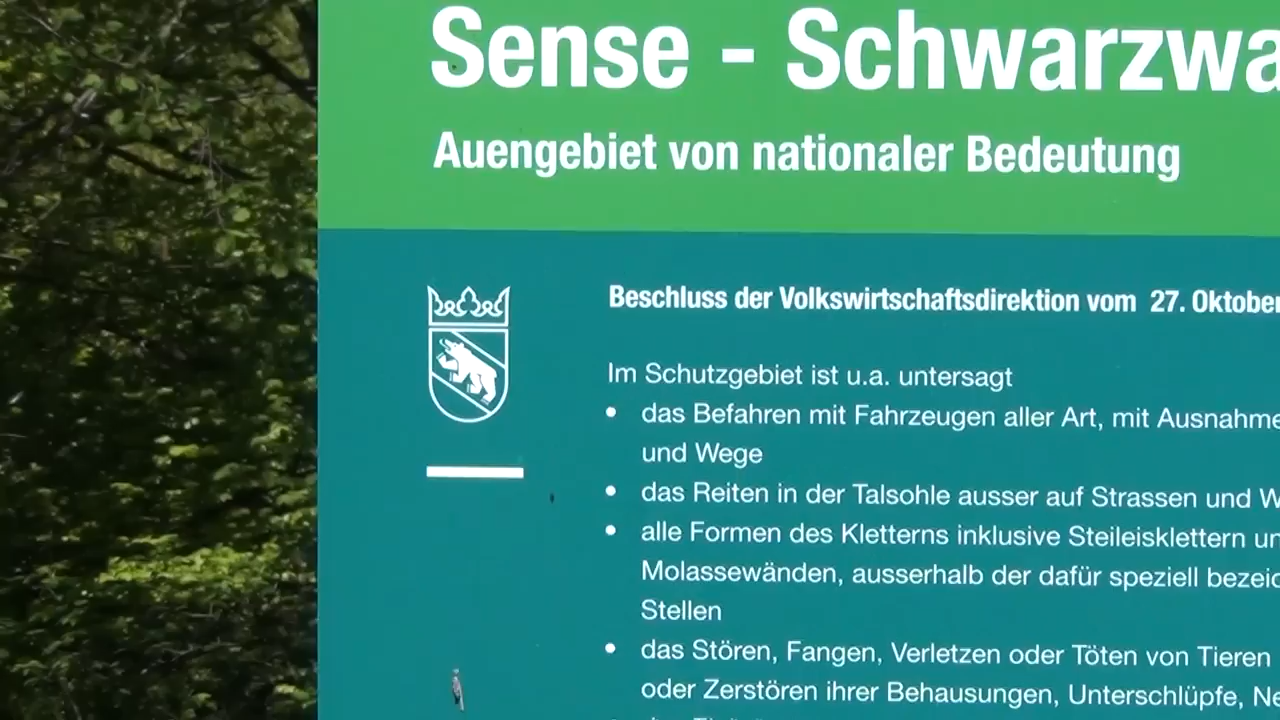 Sense - Schwarzwa
Auengebiet von nationaler Bedeutung
Beschluss der Volkswirtschaftsdirektion vom 27. Oktober
Im Schutzgebiet ist u.a. untersagt
• das Befahren mit Fahrzeugen aller Art, mit Ausnahme
und Wege
• das Reiten in der Talsohle ausser auf Strassen und W
• alle Formen des Kletterns inklusive Steileisklettern un
Molassewänden, ausserhalb der dafür speziell bezeic
Stellen
• das Stören, Fangen, Verletzen oder Töten von Tieren
oder Zerstören ihrer Behausungen, Unterschlüpfe, Ne